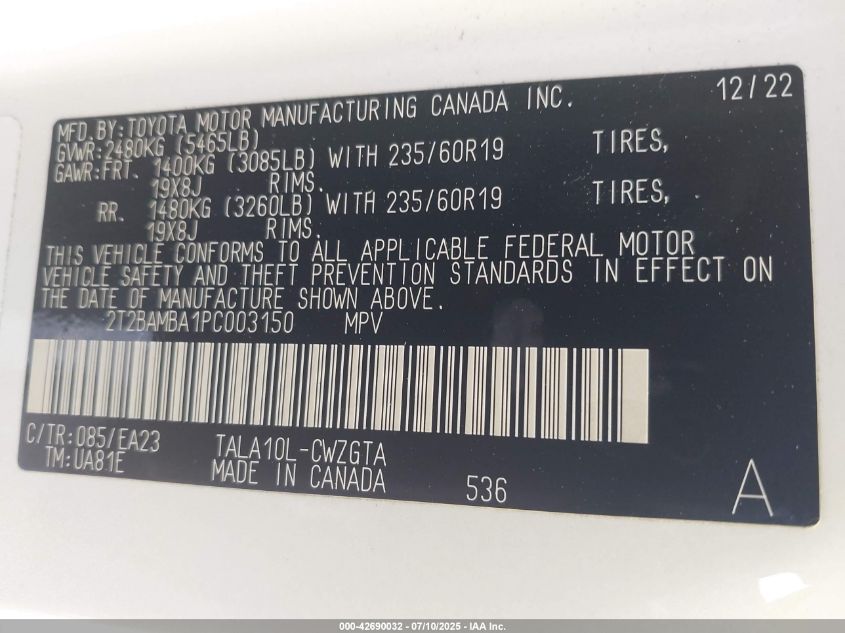 12/22
MFD.BY:TOYOTA MOTOR MANUFACTURING CANADA INC.
GVWR:2480KG (5465LB)
GAWR:FRT. 1400KG (3085LB) WITH 235/60R19 TIRES,
19X8J RIMS.
RR. 1480KG (3260LB) WITH 235/60R19 TIRES,
19X8J RIMS.
THIS VEHICLE CONFORMS TO ALL APPLICABLE FEDERAL MOTOR
VEHICLE SAFETY AND THEFT PREVENTION STANDARDS IN EFFECT ON
THE DATE OF MANUFACTURE SHOWN ABOVE.
2T2BAMBA1PC003150 MPV
C/TR:085/EA23 TALA10L-CWZGTA
TM:UA81E MADE IN CANADA 536 A
000-42690032 - 07/10/2025 - IAA Inc.